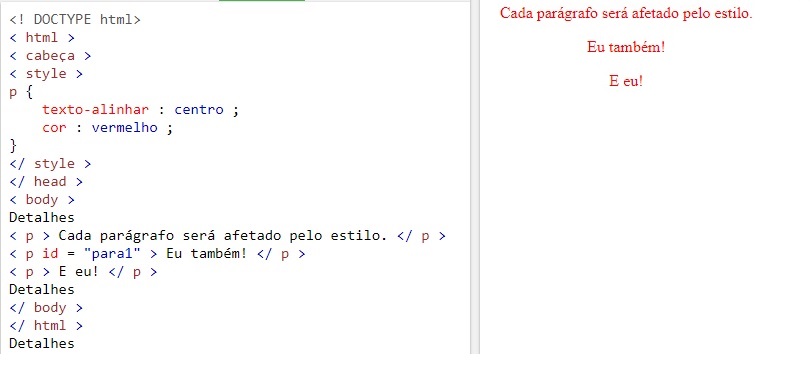 <! DOCTYPE html>
< html >
< cabeça >
< style >
p {
texto-alinhar : centro ;
cor : vermelho ;
}
</ style >
</ head >
< body >
Detalhes
< p > Cada parágrafo será afetado pelo estilo. </ p >
< p id = "para1" > Eu também! </ p >
< p > E eu! </ p >
Detalhes
</ body >
</ html >
Detalhes
Cada parágrafo será afetado pelo estilo.
Eu também!
E eu!